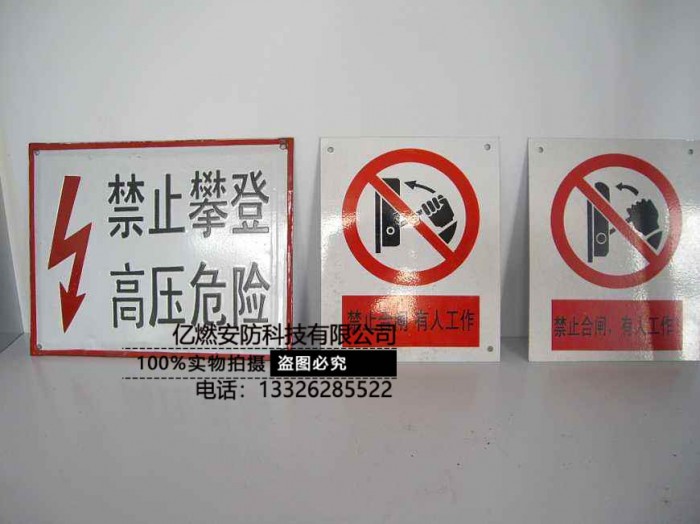 禁止攀登
高压危险
禁止合闸 有人工作
禁止合闸，有人工作
亿燃安防科技有限公司
100%实物拍摄 盗图必究
电话：13326285522